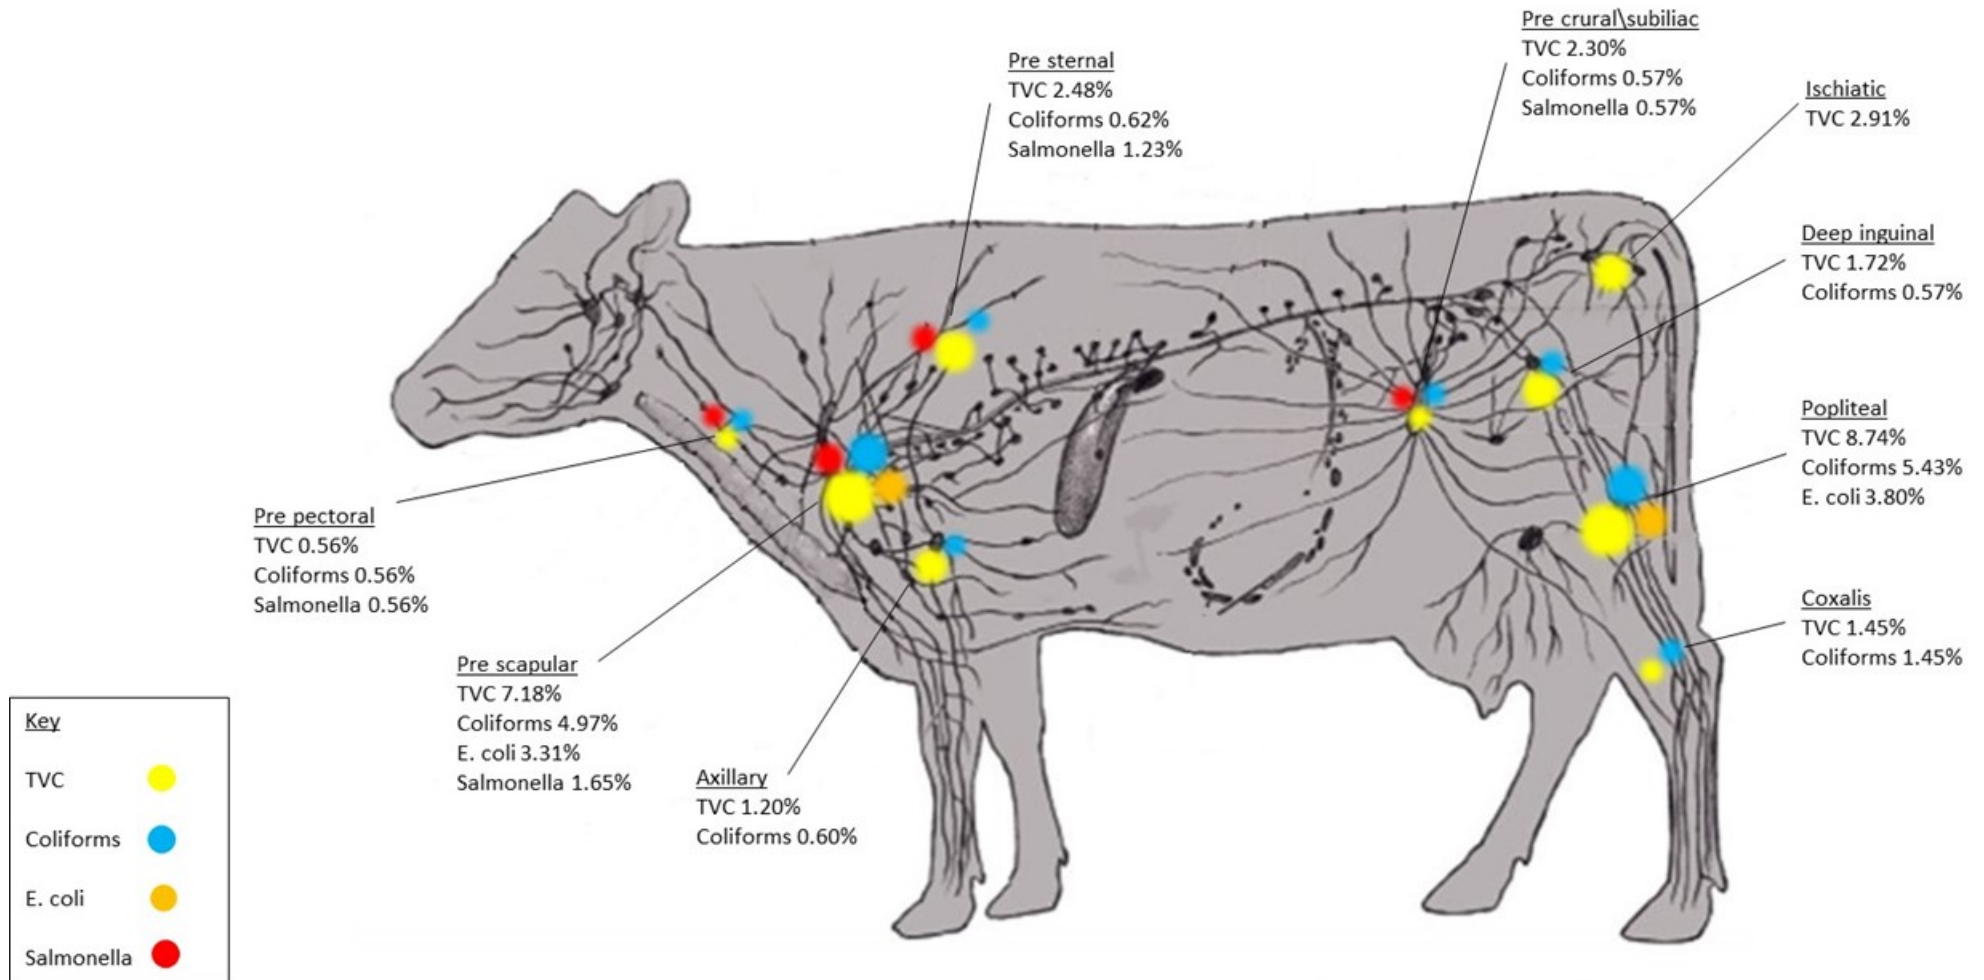 Pre crural\subiliac
TVC 2.30%
Coliforms 0.57%
Salmonella 0.57%
Pre sternal
TVC 2.48%
Coliforms 0.62%
Salmonella 1.23%
Ischiatic
TVC 2.91%
Deep inguinal
TVC 1.72%
Coliforms 0.57%
Popliteal
TVC 8.74%
Coliforms 5.43%
E. coli 3.80%
Coxalis
TVC 1.45%
Coliforms 1.45%
Pre pectoral
TVC 0.56%
Coliforms 0.56%
Salmonella 0.56%
Pre scapular
TVC 7.18%
Coliforms 4.97%
E. coli 3.31%
Salmonella 1.65%
Axillary
TVC 1.20%
Coliforms 0.60%
Key
TVC
Coliforms
E. coli
Salmonella